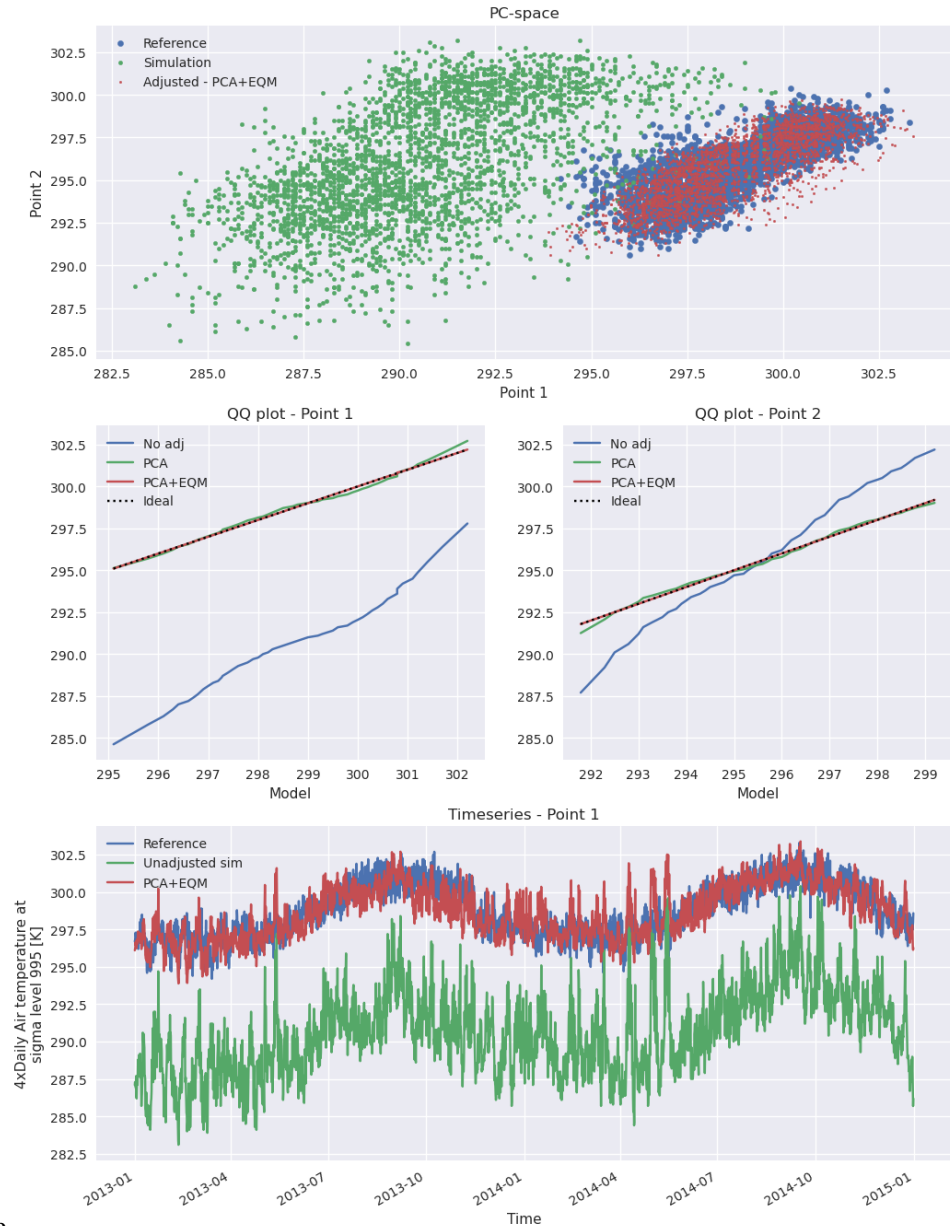 PC-space
Reference
Simulation
Adjusted - PCA+EQM
302.5
300.0
297.5
295.0
292.5
290.0
287.5
285.0
Point 2
282.5 285.0 287.5 290.0 292.5 295.0 297.5 300.0 302.5
Point 1
QQ plot - Point 1
No adj
PCA
PCA+EQM
Ideal
302.5
300.0
297.5
295.0
292.5
290.0
287.5
285.0
295 296 297 298 299 300 301 302
Model
QQ plot - Point 2
No adj
PCA
PCA+EQM
Ideal
302.5
300.0
297.5
295.0
292.5
290.0
287.5
285.0
292 293 294 295 296 297 298 299
Model
Timeseries - Point 1
Reference
Unadjusted sim
PCA+EQM
302.5
300.0
297.5
295.0
292.5
290.0
287.5
285.0
282.5
4xDaily Air temperature at
sigma level 995 [K]
2013-01 2013-04 2013-07 2013-10 2014-01 2014-04 2014-07 2014-10 2015-01
Time